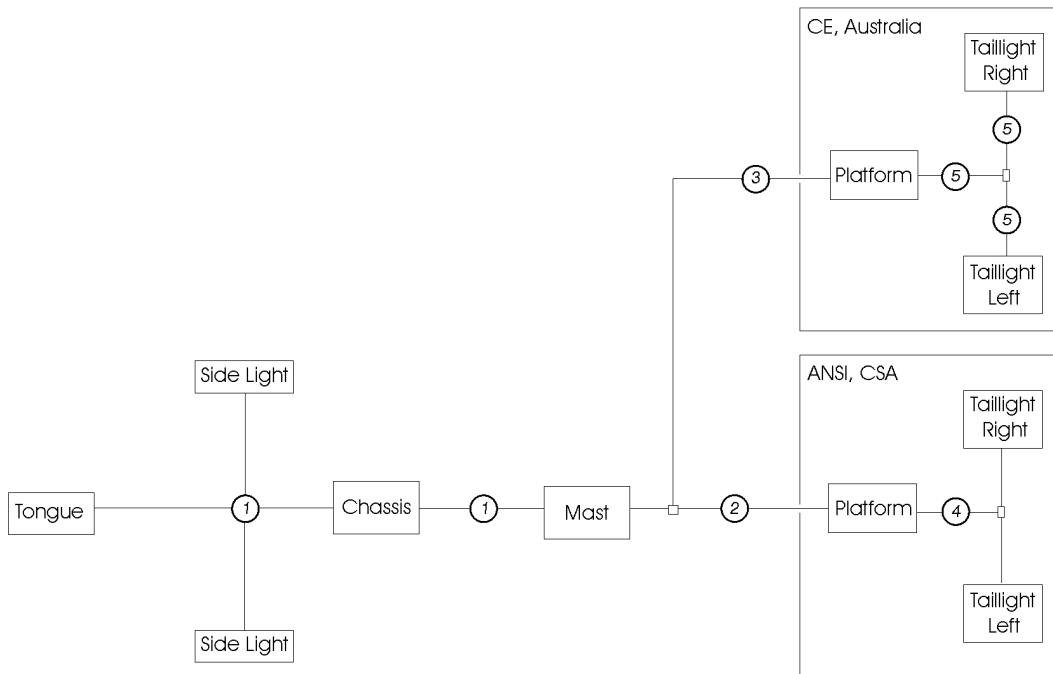 CE, Australia
Taillight
Right
5
Platform
5
3
5
Taillight
Left
Side Light
ANSI, CSA
Taillight
Right
Tongue
1
Chassis
1
Mast
2
Platform
4
Taillight
Left
Side Light